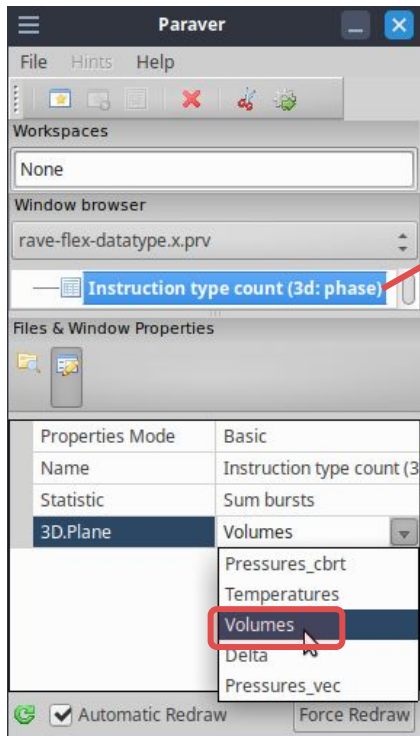 Paraver
File Hints Help
Workspaces
None
Window browser
rave-flex-datatype.x.prv
Instruction type count (3d: phase)
Files & Window Properties
Properties Mode Basic
Name Instruction type count (3
Statistic Sum bursts
3D.Plane Volumes
Pressures_cbrt
Temperatures
Volumes
Delta
Pressures_vec
Automatic Redraw Force Redraw